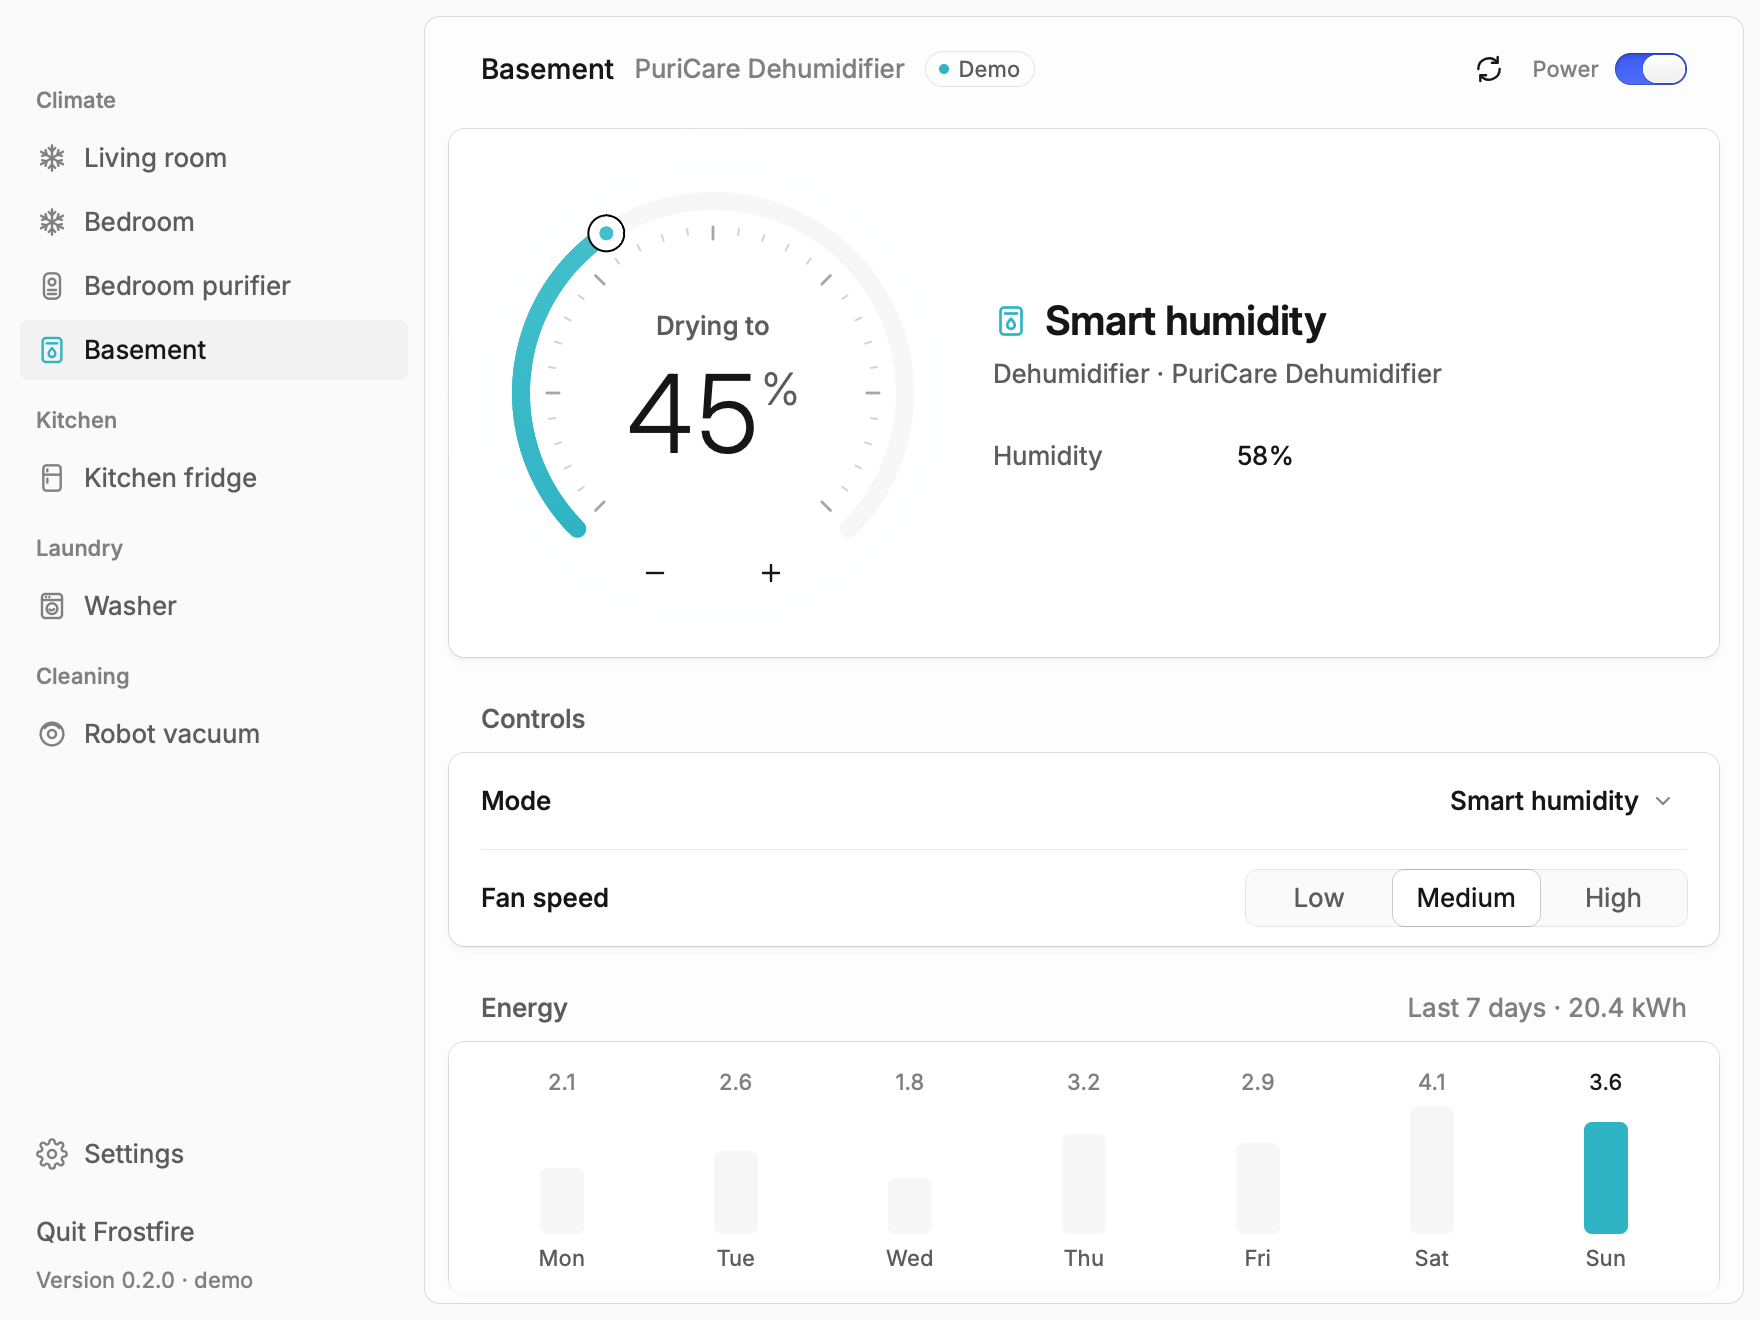 Climate
Living room
Bedroom
Bedroom purifier
Basement
Kitchen
Kitchen fridge
Laundry
Washer
Cleaning
Robot vacuum
Settings
Quit Frostfire
Version 0.2.0 · demo
Basement PuriCare Dehumidifier Demo
Power
Drying to
45%
Smart humidity
Dehumidifier · PuriCare Dehumidifier
Humidity 58%
Controls
Mode Smart humidity
Fan speed Low Medium High
Energy Last 7 days · 20.4 kWh
2.1 2.6 1.8 3.2 2.9 4.1 3.6
Mon Tue Wed Thu Fri Sat Sun